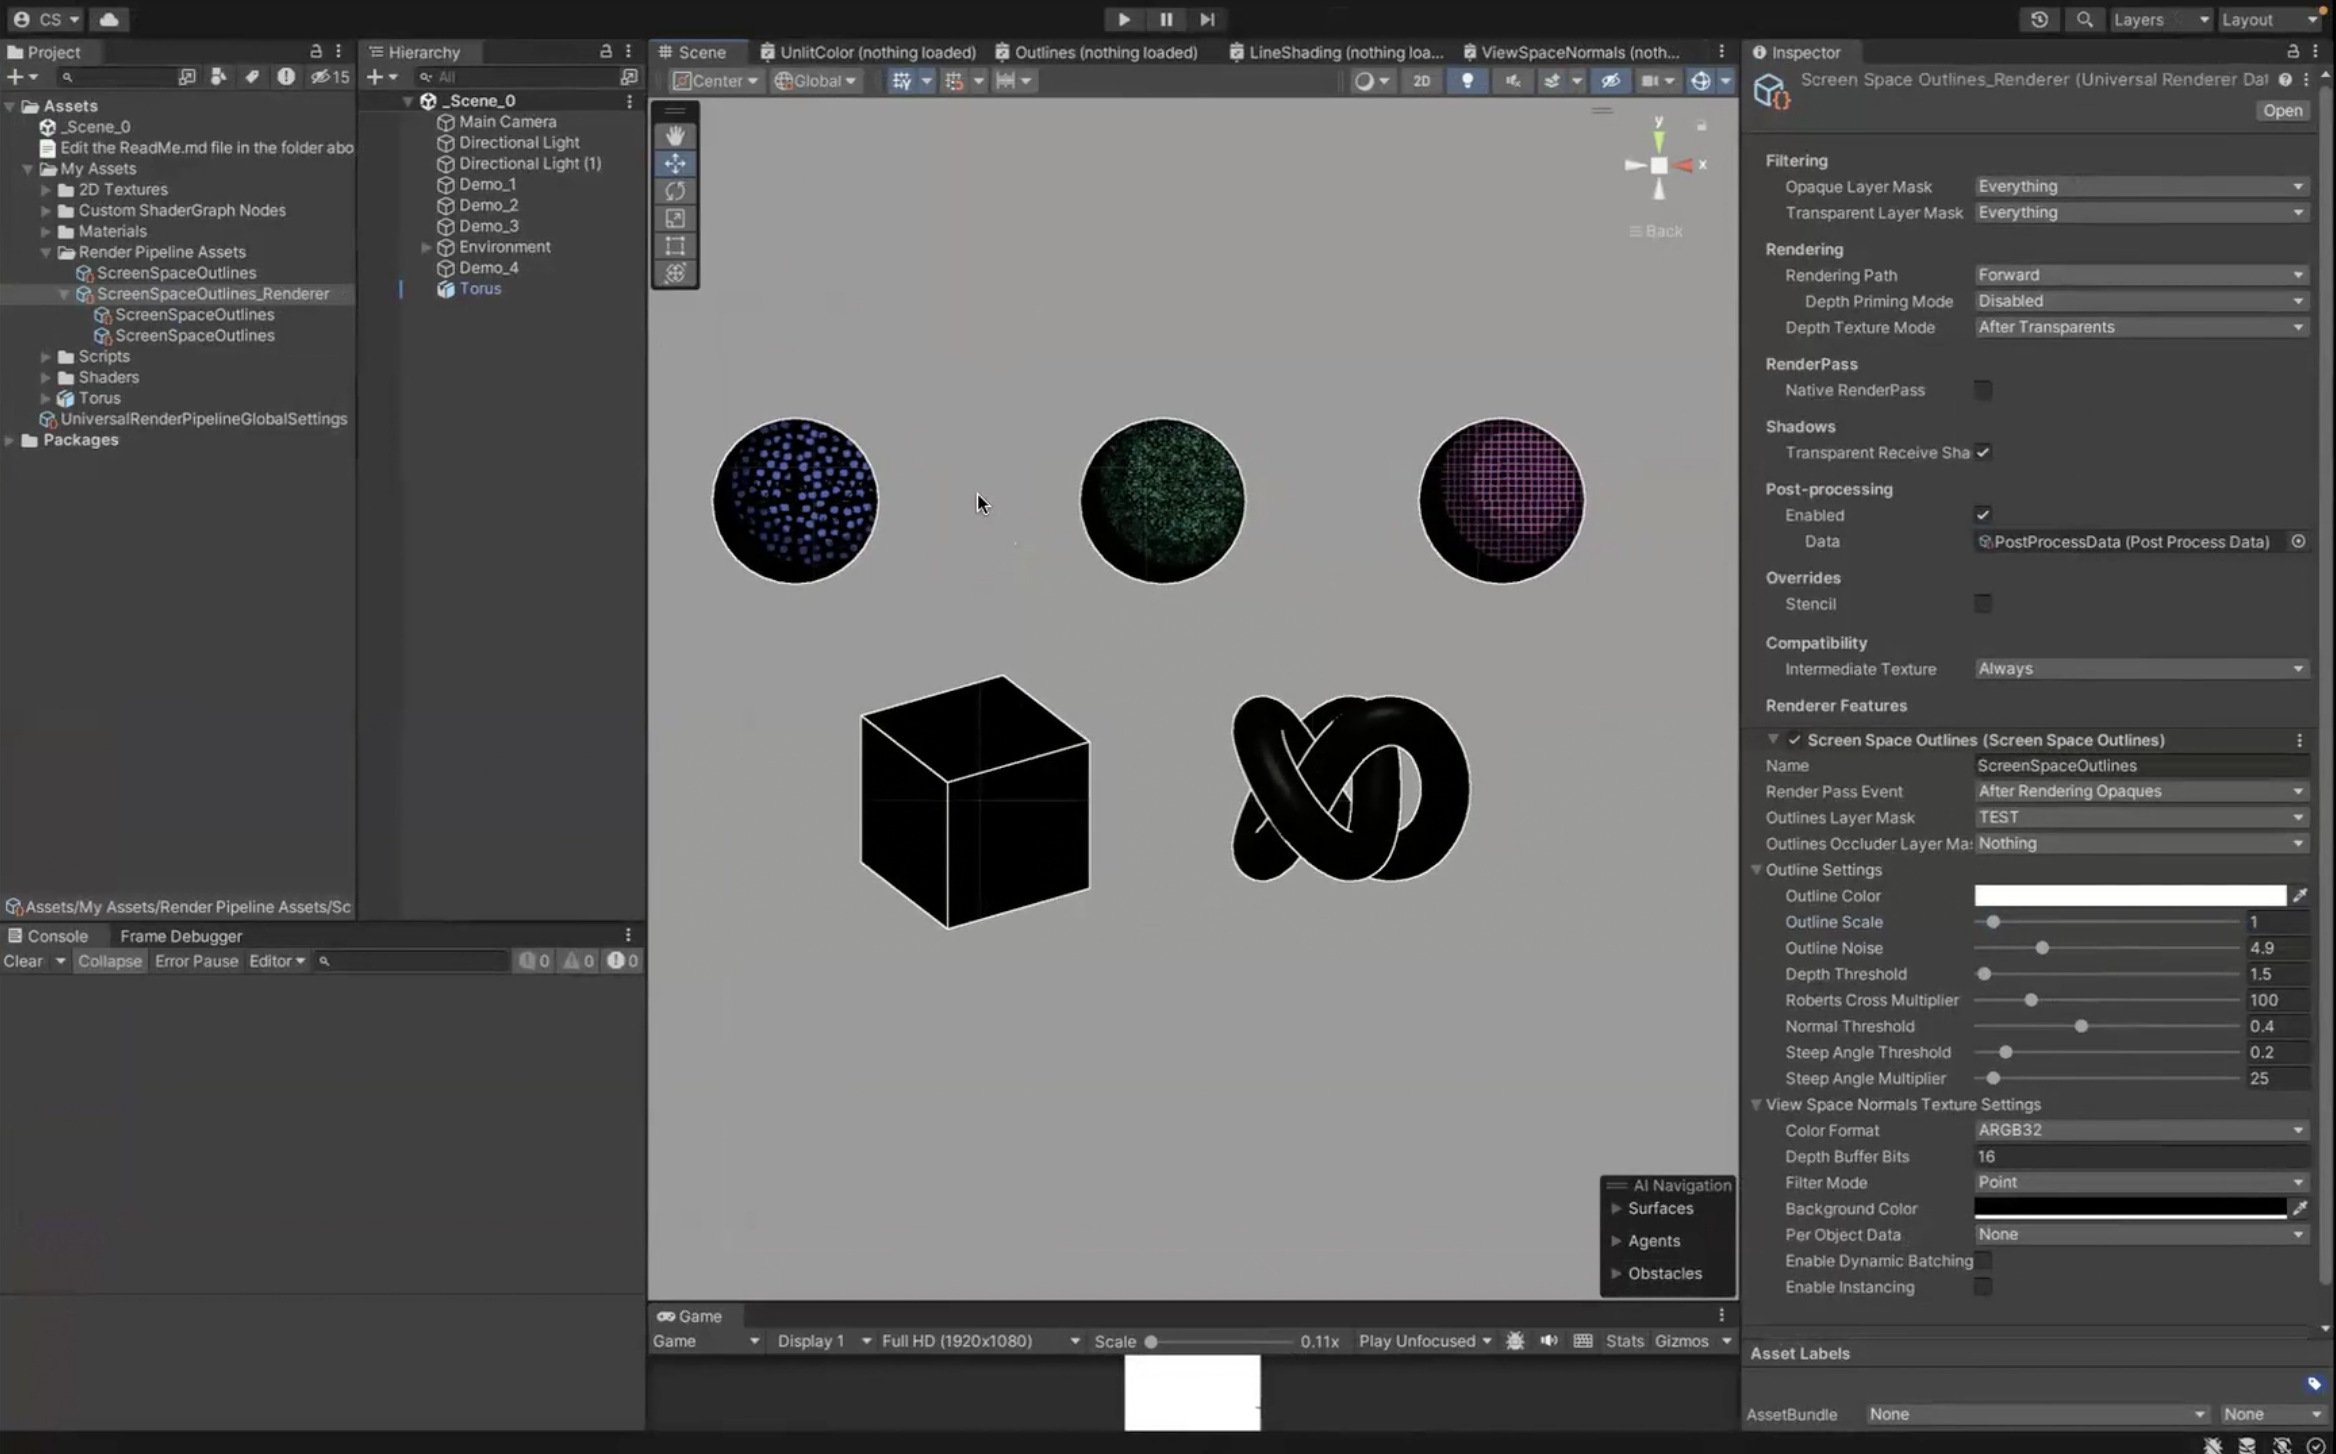 CS
Layers
Layout
Project
15
Assets
_Scene_0
Edit the ReadMe.md file in the folder abo
My Assets
2D Textures
Custom ShaderGraph Nodes
Materials
Render Pipeline Assets
ScreenSpaceOutlines
ScreenSpaceOutlines_Renderer
ScreenSpaceOutlines
ScreenSpaceOutlines
Scripts
Shaders
Torus
UniversalRenderPipelineGlobalSettings
Packages
Assets/My Assets/Render Pipeline Assets/Sc
Hierarchy
All
_Scene_0
Main Camera
Directional Light
Directional Light (1)
Demo_1
Demo_2
Demo_3
Environment
Demo_4
Torus
Console
Frame Debugger
Clear
Collapse
Error Pause
Editor
0
0
0
Scene
UnlitColor (nothing loaded)
Outlines (nothing loaded)
LineShading (nothing loa...
ViewSpaceNormals (noth...
Center
Global
2D
y
x
Back
AI Navigation
Surfaces
Agents
Obstacles
Game
Game
Display 1
Full HD (1920x1080)
Scale
0.11x
Play Unfocused
Stats
Gizmos
Inspector
Screen Space Outlines_Renderer (Universal Renderer Dat
Open
Filtering
Opaque Layer Mask Everything
Transparent Layer Mask Everything
Rendering
Rendering Path Forward
Depth Priming Mode Disabled
Depth Texture Mode After Transparents
RenderPass
Native RenderPass
Shadows
Transparent Receive Sha
Post-processing
Enabled
Data PostProcessData (Post Process Data)
Overrides
Stencil
Compatibility
Intermediate Texture Always
Renderer Features
Screen Space Outlines (Screen Space Outlines)
Name ScreenSpaceOutlines
Render Pass Event After Rendering Opaques
Outlines Layer Mask TEST
Outlines Occluder Layer Ma: Nothing
Outline Settings
Outline Color
Outline Scale 1
Outline Noise 4.9
Depth Threshold 1.5
Roberts Cross Multiplier 100
Normal Threshold 0.4
Steep Angle Threshold 0.2
Steep Angle Multiplier 25
View Space Normals Texture Settings
Color Format ARGB32
Depth Buffer Bits 16
Filter Mode Point
Background Color
Per Object Data None
Enable Dynamic Batching
Enable Instancing
Asset Labels
AssetBundle None None